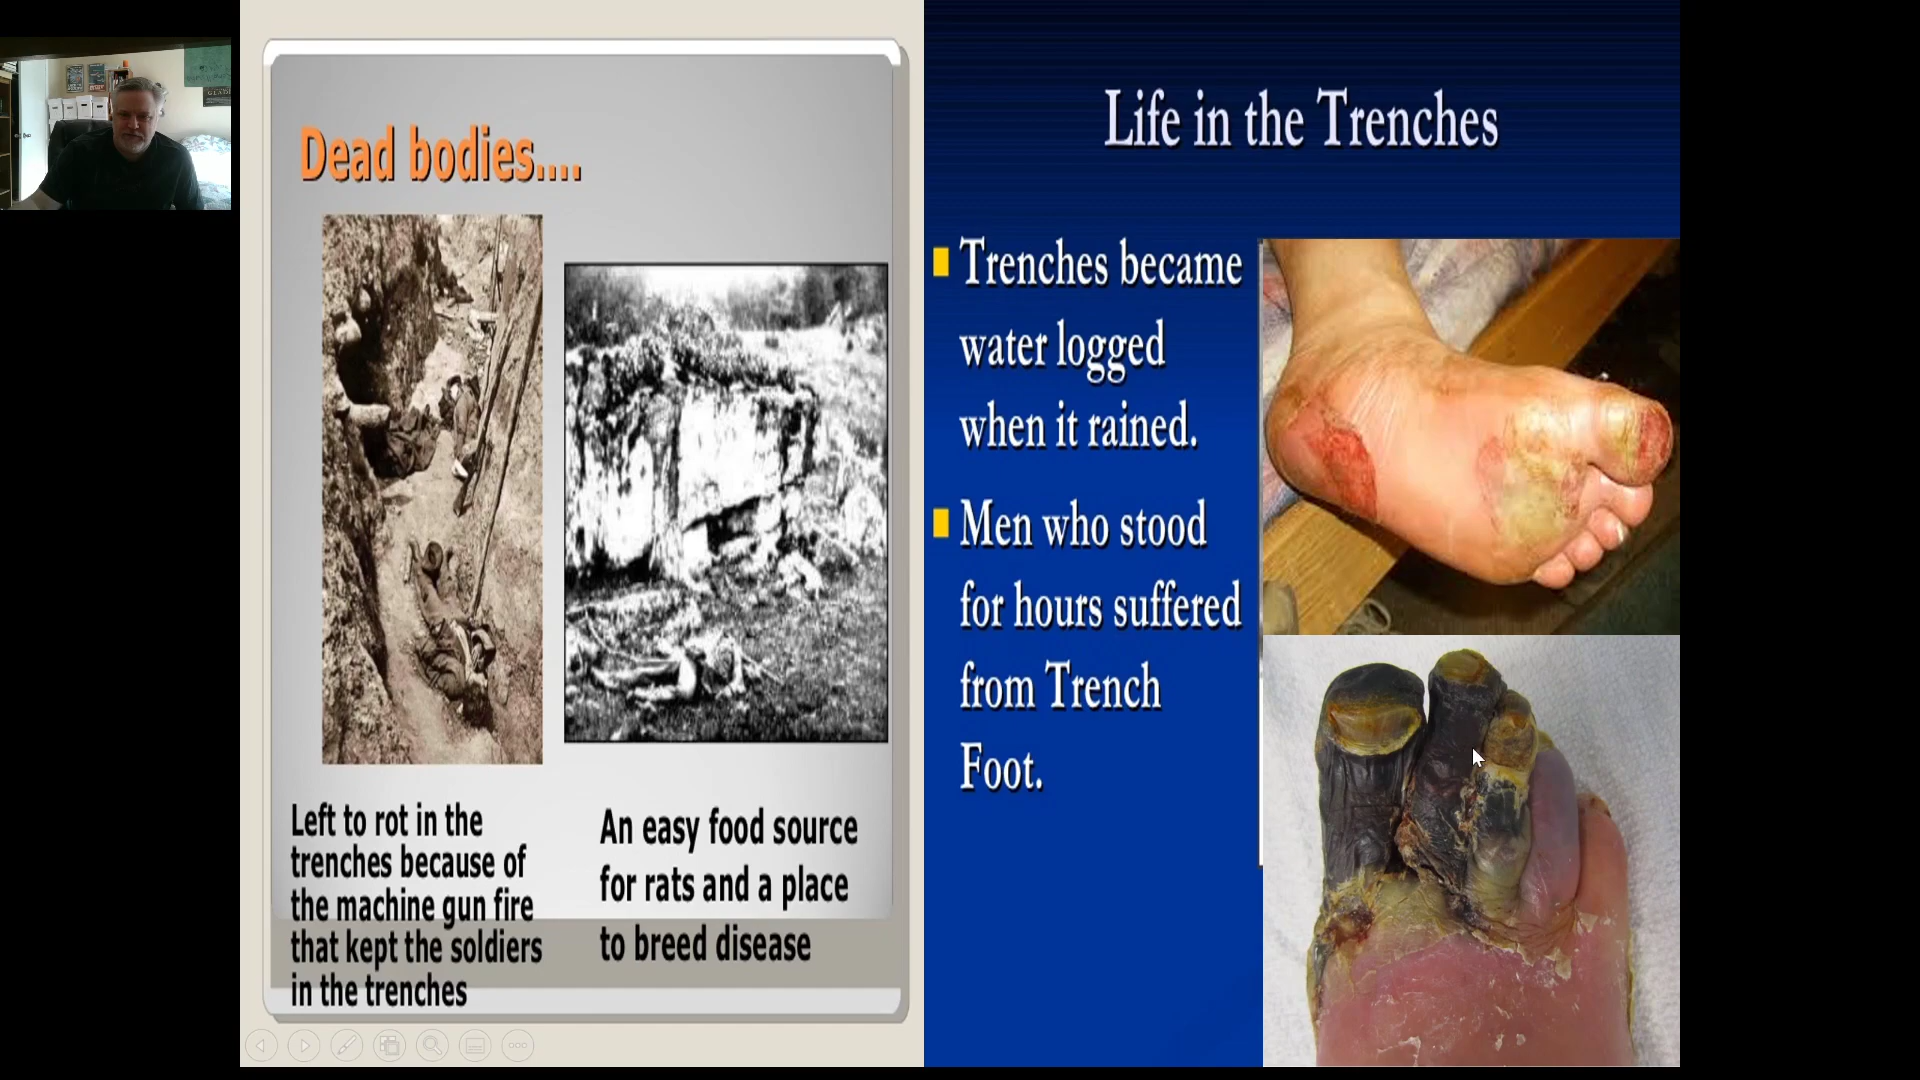 Dead bodies....
Left to rot in the
trenches because of
the machine gun fire
that kept the soldiers
in the trenches
An easy food source
for rats and a place
to breed disease
Life in the Trenches
Trenches became
water logged
when it rained.
Men who stood
for hours suffered
from Trench
Foot.